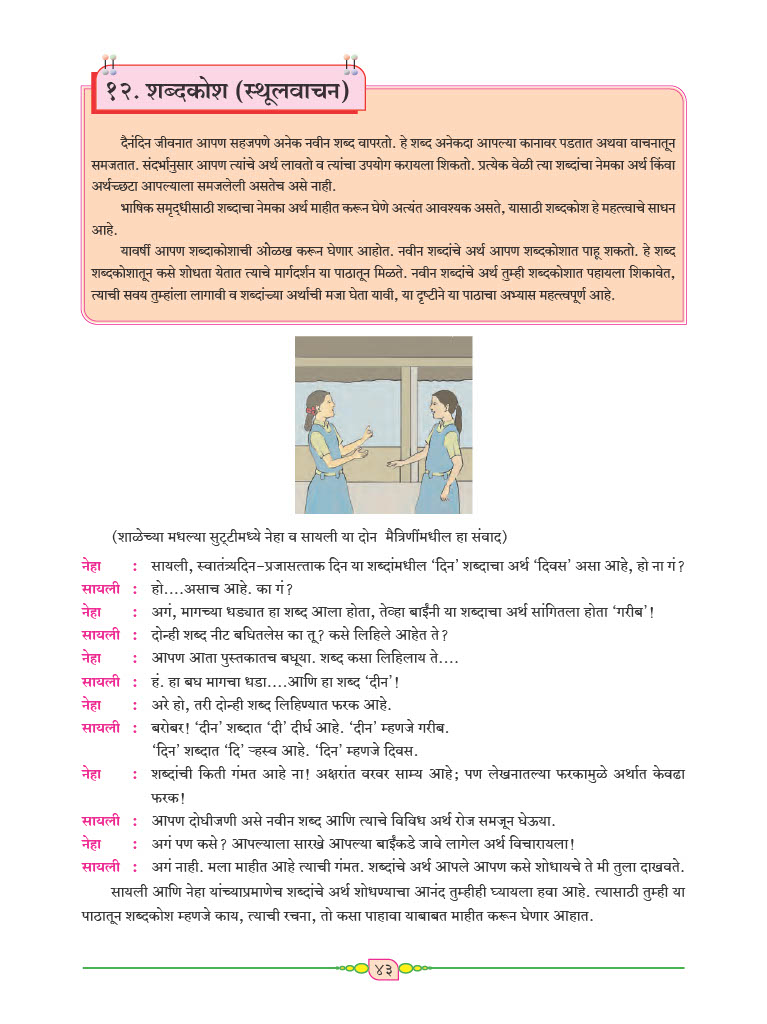 १२. शब्दकोश (स्थूलवाचन)
दैनंदिन जीवनात आपण सहजपणे अनेक नवीन शब्द वापरतो. हे शब्द अनेकदा आपल्या कानावर पडतात अथवा वाचनातून
समजतात. संदर्भानुसार आपण त्यांचे अर्थ लावतो व त्यांचा उपयोग करायला शिकतो. प्रत्येक वेळी त्या शब्दांचा नेमका अर्थ किंवा
अर्थच्छटा आपल्याला समजलेली असतेच असे नाही.
भाषिक समृद्धीसाठी शब्दाचा नेमका अर्थ माहीत करून घेणे अत्यंत आवश्यक असते, यासाठी शब्दकोश हे महत्त्वाचे साधन
आहे.
यावर्षी आपण शब्दाकोशाची ओळख करून घेणार आहोत. नवीन शब्दांचे अर्थ आपण शब्दकोशात पाहू शकतो. हे शब्द
शब्दकोशातून कसे शोधता येतात त्याचे मार्गदर्शन या पाठातून मिळते. नवीन शब्दांचे अर्थ तुम्ही शब्दकोशात पहायला शिकावेत,
त्याची सवय तुम्हांला लागावी व शब्दांच्या अर्थाची मजा घेता यावी, या दृष्टीने या पाठाचा अभ्यास महत्त्वपूर्ण आहे.
(शाळेच्या मधल्या सुट्टीमध्ये नेहा व सायली या दोन मैत्रिणींमधील हा संवाद)
नेहा : सायली, स्वातंत्र्यदिन-प्रजासत्ताक दिन या शब्दांमधील ‘दिन’ शब्दाचा अर्थ ‘दिवस’ असा आहे, हो ना गं?
सायली : हो....असाच आहे. का गं?
नेहा : अगं, मागच्या धड्यात हा शब्द आला होता, तेव्हा बाईंनी या शब्दाचा अर्थ सांगितला होता ‘गरीब’!
सायली : दोन्ही शब्द नीट बघितलेस का तू? कसे लिहिले आहेत ते?
नेहा : आपण आता पुस्तकातच बघूया. शब्द कसा लिहिलाय ते....
सायली : हं. हा बघ मागचा धडा....आणि हा शब्द ‘दीन’!
नेहा : अरे हो, तरी दोन्ही शब्द लिहिण्यात फरक आहे.
सायली : बरोबर! ‘दीन’ शब्दात ‘दी’ दीर्घ आहे. ‘दीन’ म्हणजे गरीब.
‘दिन’ शब्दात ‘दि’ ऱ्हस्व आहे. ‘दिन’ म्हणजे दिवस.
नेहा : शब्दांची किती गंमत आहे ना! अक्षरांत वरवर साम्य आहे; पण लेखनातल्या फरकामुळे अर्थात केवढा
फरक!
सायली : आपण दोघीजणी असे नवीन शब्द आणि त्याचे विविध अर्थ रोज समजून घेऊया.
नेहा : अगं पण कसे? आपल्याला सारखे आपल्या बाईंकडे जावे लागेल अर्थ विचारायला!
सायली : अगं नाही. मला माहीत आहे त्याची गंमत. शब्दांचे अर्थ आपले आपण कसे शोधायचे ते मी तुला दाखवते.
सायली आणि नेहा यांच्याप्रमाणेच शब्दांचे अर्थ शोधण्याचा आनंद तुम्हीही घ्यायला हवा आहे. त्यासाठी तुम्ही या
पाठातून शब्दकोश म्हणजे काय, त्याची रचना, तो कसा पाहावा याबाबत माहीत करून घेणार आहात.
४३